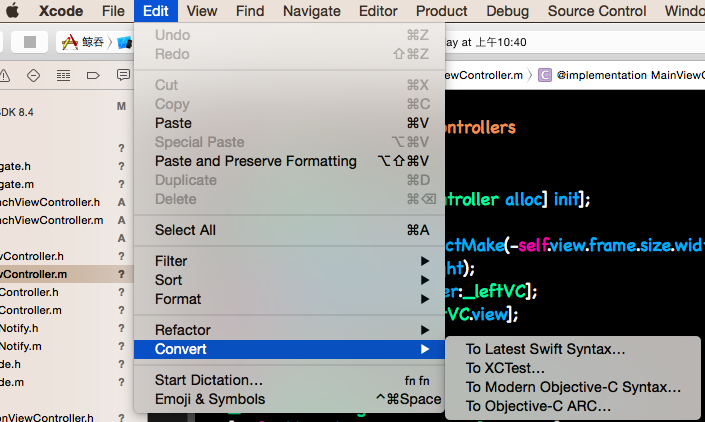 Xcode File Edit View Find Navigate Editor Product Debug Source Control Windo
鲸吞 ay at 上午10:40
ewController.m @implementation MainViewC
SDK 8.4 M
gate.h ?
gate.m ?
nchViewController.h A
nchViewController.m A
A
wController.h ?
wController.m ?
Controller.h ?
Controller.m ?
Notify.h ?
Notify.m ?
de.h ?
de.m ?
onViewController.h ?
Undo ⌘Z
Redo ⇧⌘Z
Cut ⌘X
Copy ⌘C
Paste ⌘V
Special Paste ⌥⌘V
Paste and Preserve Formatting ⌥⇧⌘V
Duplicate ⌘D
Delete ⌘⌫
Select All ⌘A
Filter
Sort
Format
Refactor
Convert
Start Dictation... fn fn
Emoji & Symbols ^⌘Space
To Latest Swift Syntax...
To XCTest...
To Modern Objective-C Syntax...
To Objective-C ARC...
ontrollers
troller alloc] init];
ctMake(-self.view.frame.size.widt
ht);
er:_leftVC];
tVC.view];